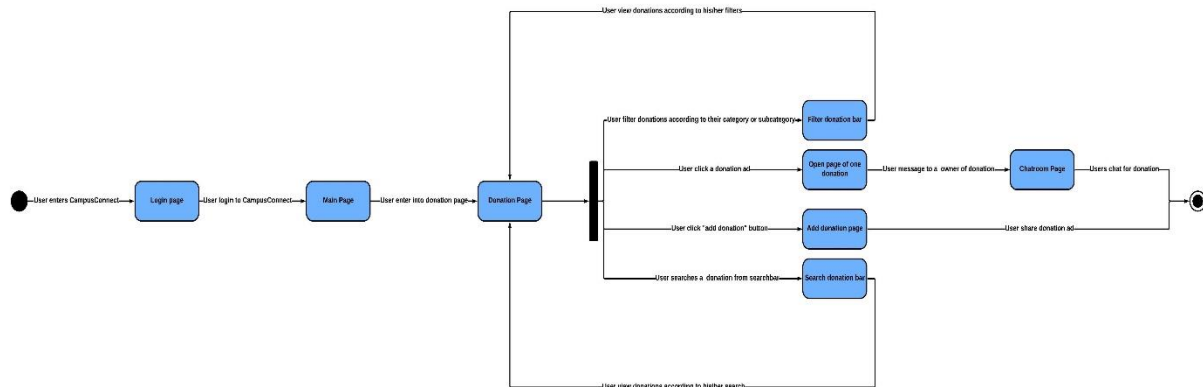 User view donations according to his/her filters
User filter donations according to their category or subcategory
Filter donation bar
User click a donation ad
Open page of one
donation
User message to a owner of donation
Chatroom Page
Users chat for donation
User enters CampusConnect
Login page
User login to CampusConnect
Main Page
User enter into donation page
Donation Page
User click "add donation" button
Add donation page
User share donation ad
User searches a donation from searchbar
Search donation bar
User view donations according to his/her search